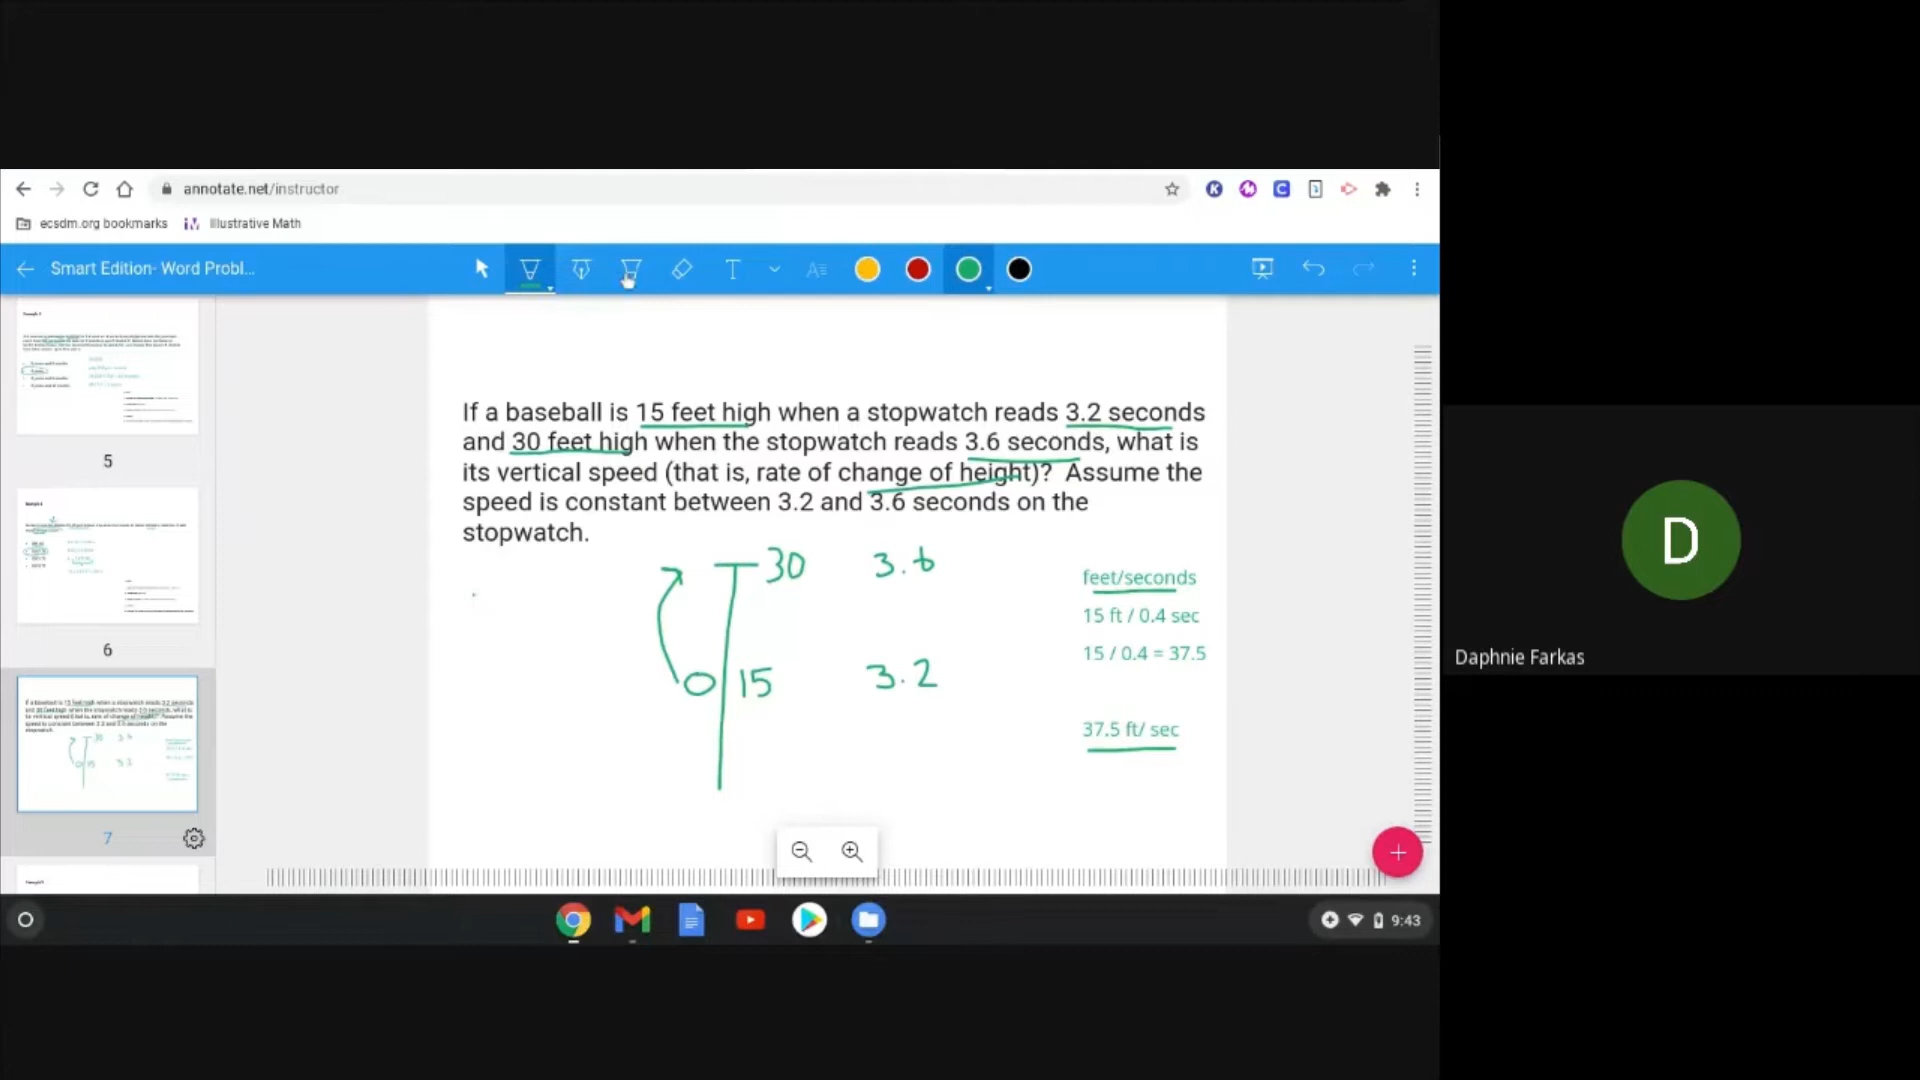 annotate.net/instructor
ecsdm.org bookmarks
Illustrative Math
Smart Edition- Word Probl...
5
6
7
If a baseball is 15 feet high when a stopwatch reads 3.2 seconds
and 30 feet high when the stopwatch reads 3.6 seconds, what is
its vertical speed (that is, rate of change of height)? Assume the
speed is constant between 3.2 and 3.6 seconds on the
stopwatch.
30 3.6
15 3.2
feet/seconds
15 ft / 0.4 sec
15 / 0.4 = 37.5
37.5 ft/ sec
9:43
D
Daphnie Farkas